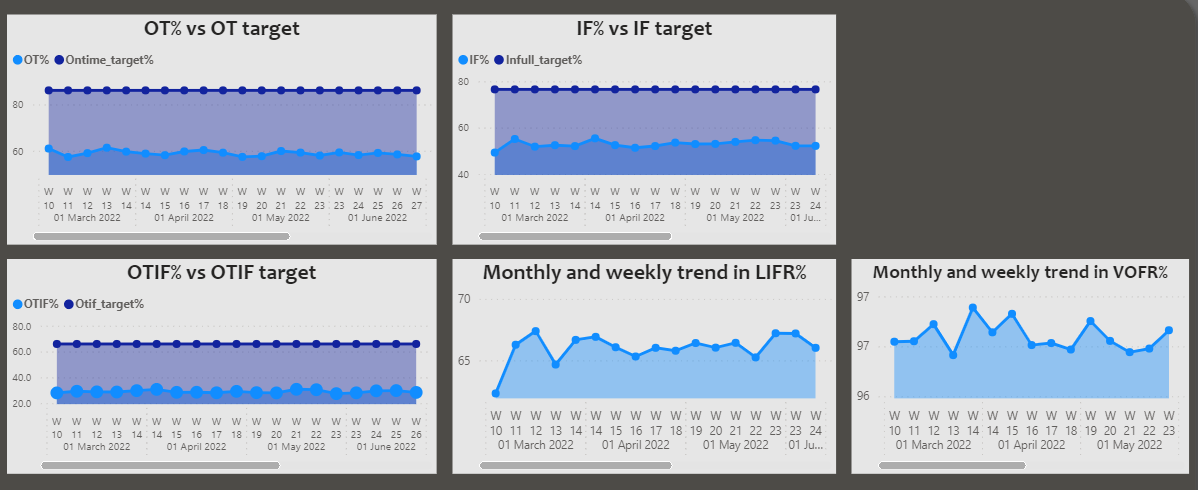 OT% vs OT target
OT% Ontime_target%
80
60
W W W W W W W W W W W W W W W W W W W W
10 11 12 13 14 14 15 16 17 18 19 20 21 22 23 23 24 25 26 27
01 March 2022 01 April 2022 01 May 2022 01 June 2022
IF% vs IF target
IF% Infull_target%
80
60
40
W W W W W W W W W W W W W W W W W
10 11 12 13 14 14 15 16 17 18 19 20 21 22 23 23 24
01 March 2022 01 April 2022 01 May 2022 01 Ju...
OTIF% vs OTIF target
OTIF% Otif_target%
80.0
60.0
40.0
20.0
W W W W W W W W W W W W W W W W W W W
10 11 12 13 14 14 15 16 17 18 19 20 21 22 23 23 24 25 26
01 March 2022 01 April 2022 01 May 2022 01 June 2022
Monthly and weekly trend in LIFR%
70
65
W W W W W W W W W W W W W W W W W
10 11 12 13 14 14 15 16 17 18 19 20 21 22 23 23 24
01 March 2022 01 April 2022 01 May 2022 01 Ju...
Monthly and weekly trend in VOFR%
97
97
96
W W W W W W W W W W W W W W W
10 11 12 13 14 14 15 16 17 18 19 20 21 22 23
01 March 2022 01 April 2022 01 May 2022